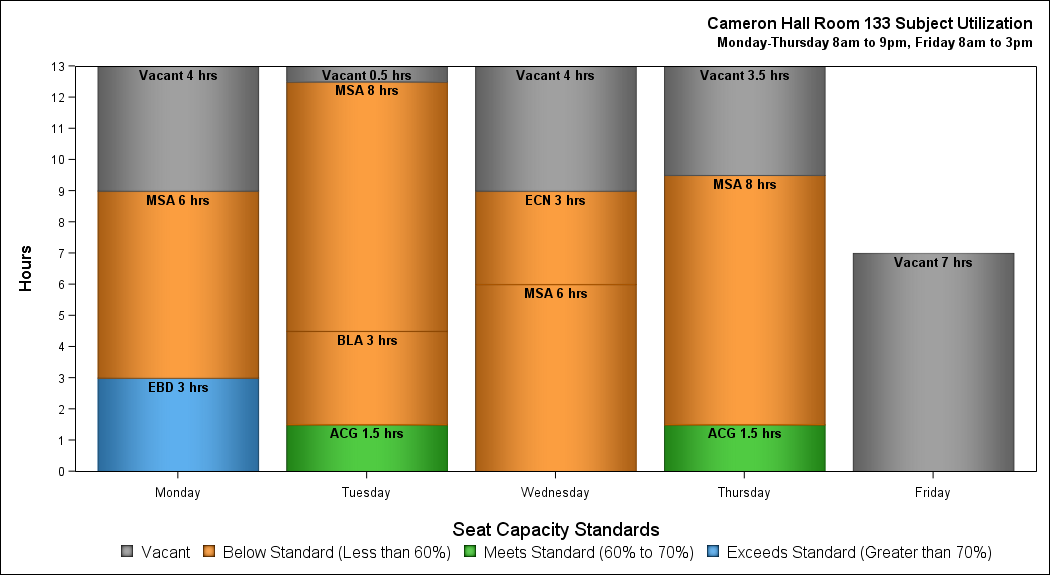 Cameron Hall Room 133 Subject Utilization
Monday-Thursday 8am to 9pm, Friday 8am to 3pm
Hours
13
12
11
10
9
8
7
6
5
4
3
2
1
0
Vacant 4 hrs
MSA 6 hrs
EBD 3 hrs
Vacant 0.5 hrs
MSA 8 hrs
BLA 3 hrs
ACG 1.5 hrs
Vacant 4 hrs
ECN 3 hrs
MSA 6 hrs
Vacant 3.5 hrs
MSA 8 hrs
ACG 1.5 hrs
Vacant 7 hrs
Monday Tuesday Wednesday Thursday Friday
Seat Capacity Standards
Vacant Below Standard (Less than 60%) Meets Standard (60% to 70%) Exceeds Standard (Greater than 70%)